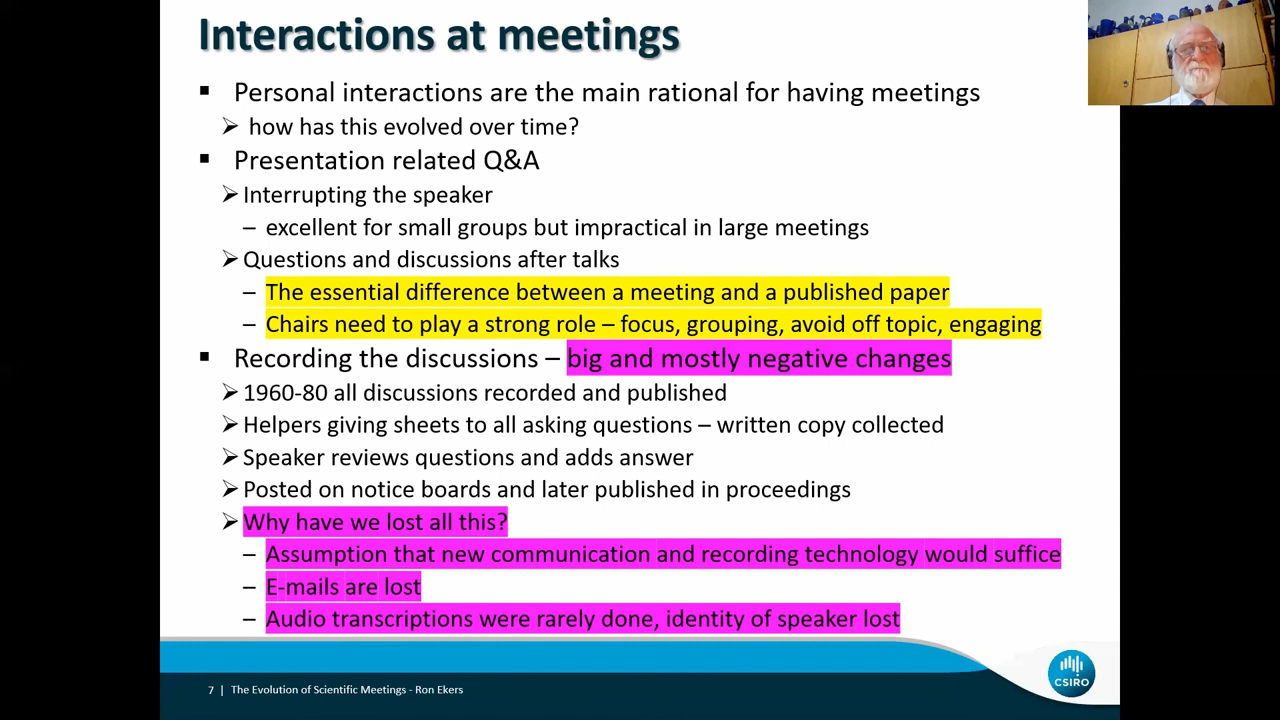 Interactions at meetings
Personal interactions are the main rational for having meetings
how has this evolved over time?
Presentation related Q&A
Interrupting the speaker
– excellent for small groups but impractical in large meetings
Questions and discussions after talks
– The essential difference between a meeting and a published paper
– Chairs need to play a strong role – focus, grouping, avoid off topic, engaging
Recording the discussions – big and mostly negative changes
1960-80 all discussions recorded and published
Helpers giving sheets to all asking questions – written copy collected
Speaker reviews questions and adds answer
Posted on notice boards and later published in proceedings
Why have we lost all this?
– Assumption that new communication and recording technology would suffice
– E-mails are lost
– Audio transcriptions were rarely done, identity of speaker lost
7 | The Evolution of Scientific Meetings - Ron Ekers
CSIRO